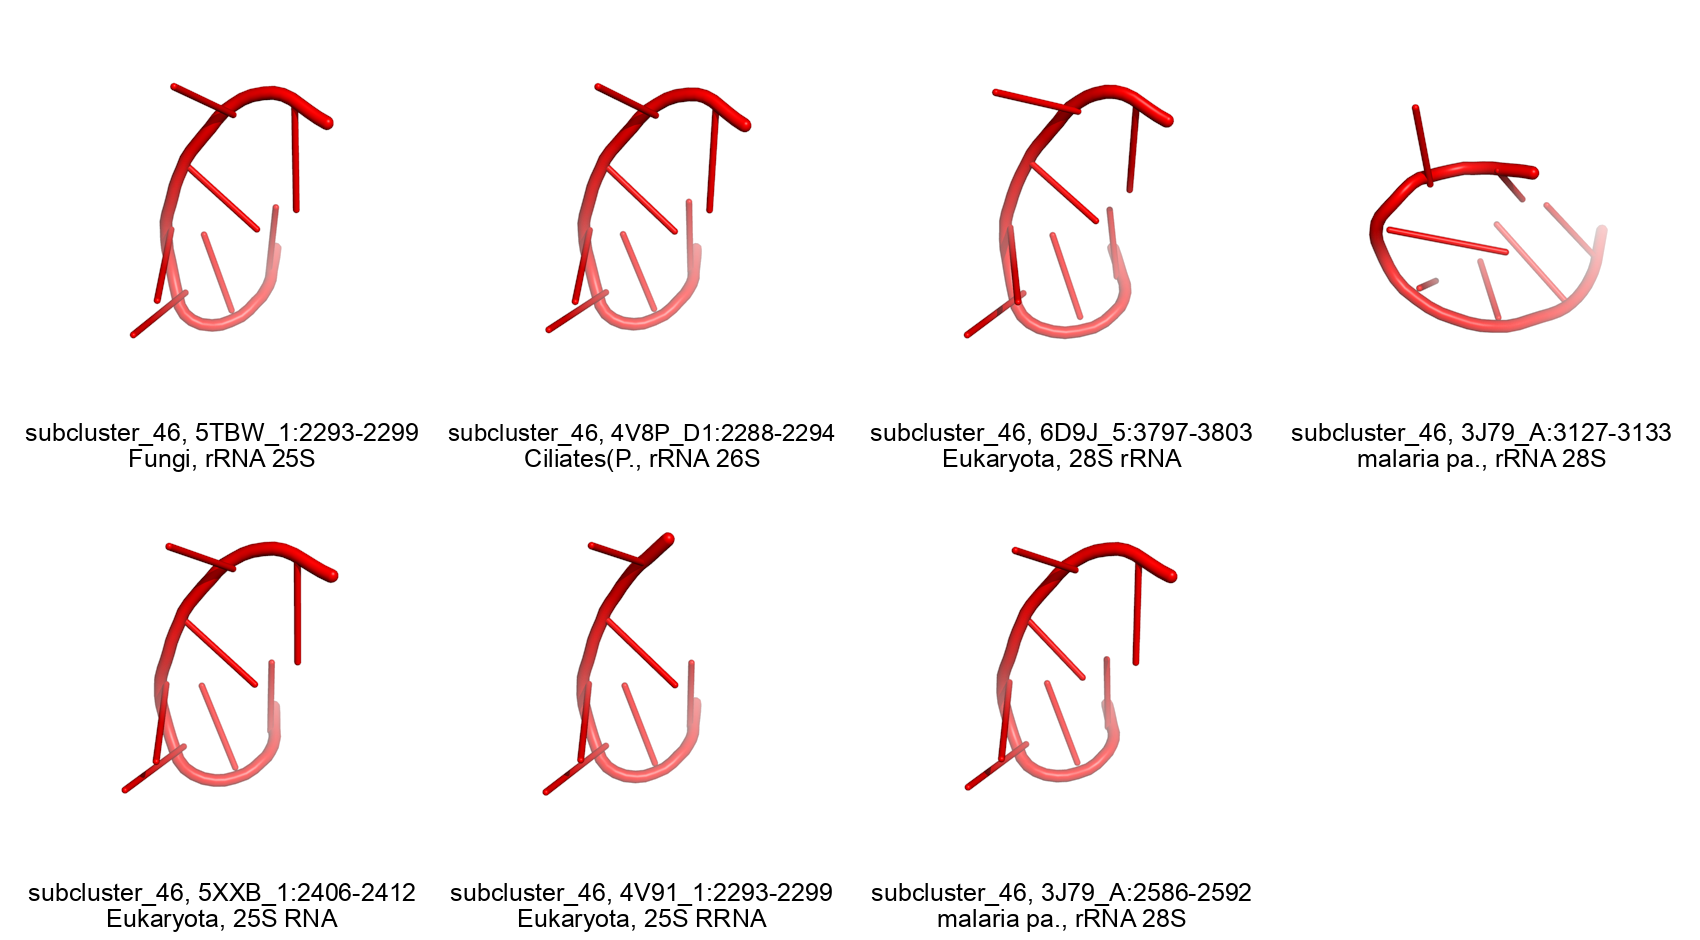 subcluster_46, 5TBW_1:2293-2299
Fungi, rRNA 25S
subcluster_46, 4V8P_D1:2288-2294
Ciliates(P., rRNA 26S
subcluster_46, 6D9J_5:3797-3803
Eukaryota, 28S rRNA
subcluster_46, 3J79_A:3127-3133
malaria pa., rRNA 28S
subcluster_46, 5XXB_1:2406-2412
Eukaryota, 25S RNA
subcluster_46, 4V91_1:2293-2299
Eukaryota, 25S RRNA
subcluster_46, 3J79_A:2586-2592
malaria pa., rRNA 28S